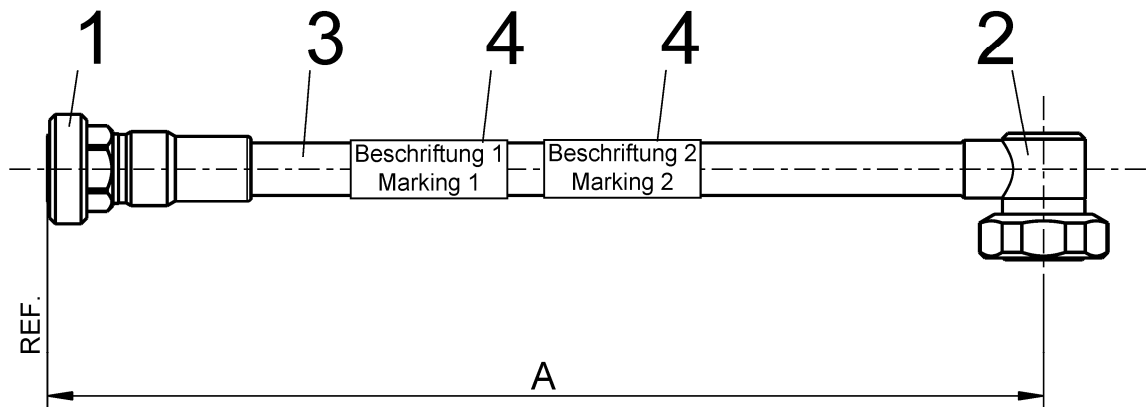 1
3
4
4
2
Beschriftung 1
Marking 1
Beschriftung 2
Marking 2
REF.
A